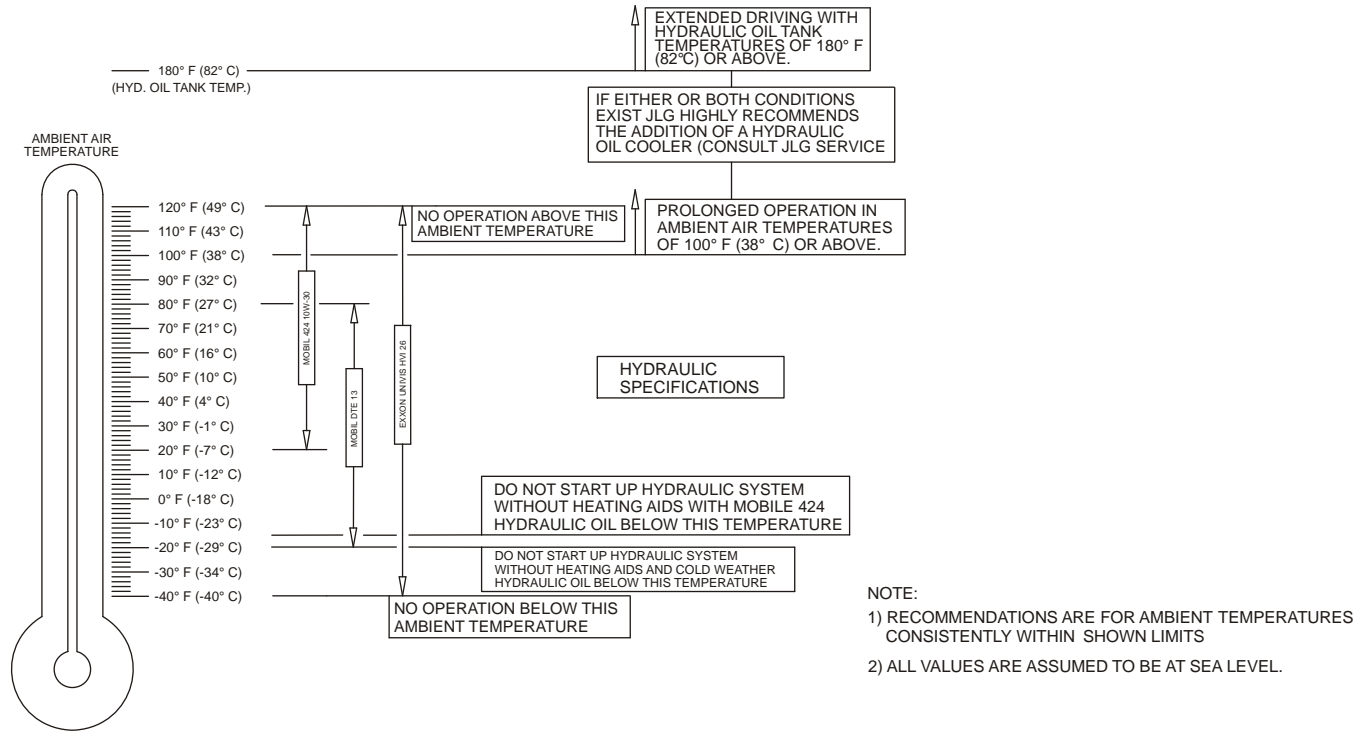 EXTENDED DRIVING WITH
HYDRAULIC OIL TANK
TEMPERATURES OF 180° F
(82°C) OR ABOVE.
180° F (82° C)
(HYD. OIL TANK TEMP.)
IF EITHER OR BOTH CONDITIONS
EXIST JLG HIGHLY RECOMMENDS
THE ADDITION OF A HYDRAULIC
OIL COOLER (CONSULT JLG SERVICE
AMBIENT AIR
TEMPERATURE
120° F (49° C)
110° F (43° C)
100° F (38° C)
90° F (32° C)
80° F (27° C)
70° F (21° C)
60° F (16° C)
50° F (10° C)
40° F (4° C)
30° F (-1° C)
20° F (-7° C)
10° F (-12° C)
0° F (-18° C)
-10° F (-23° C)
-20° F (-29° C)
-30° F (-34° C)
-40° F (-40° C)
NO OPERATION ABOVE THIS
AMBIENT TEMPERATURE
PROLONGED OPERATION IN
AMBIENT AIR TEMPERATURES
OF 100° F (38° C) OR ABOVE.
MOBIL 424 10W-30
MOBIL DTE 13
EXXON UNIVIS HVI 26
HYDRAULIC
SPECIFICATIONS
DO NOT START UP HYDRAULIC SYSTEM
WITHOUT HEATING AIDS WITH MOBILE 424
HYDRAULIC OIL BELOW THIS TEMPERATURE
DO NOT START UP HYDRAULIC SYSTEM
WITHOUT HEATING AIDS AND COLD WEATHER
HYDRAULIC OIL BELOW THIS TEMPERATURE
NO OPERATION BELOW THIS
AMBIENT TEMPERATURE
NOTE:
1) RECOMMENDATIONS ARE FOR AMBIENT TEMPERATURES
CONSISTENTLY WITHIN SHOWN LIMITS
2) ALL VALUES ARE ASSUMED TO BE AT SEA LEVEL.